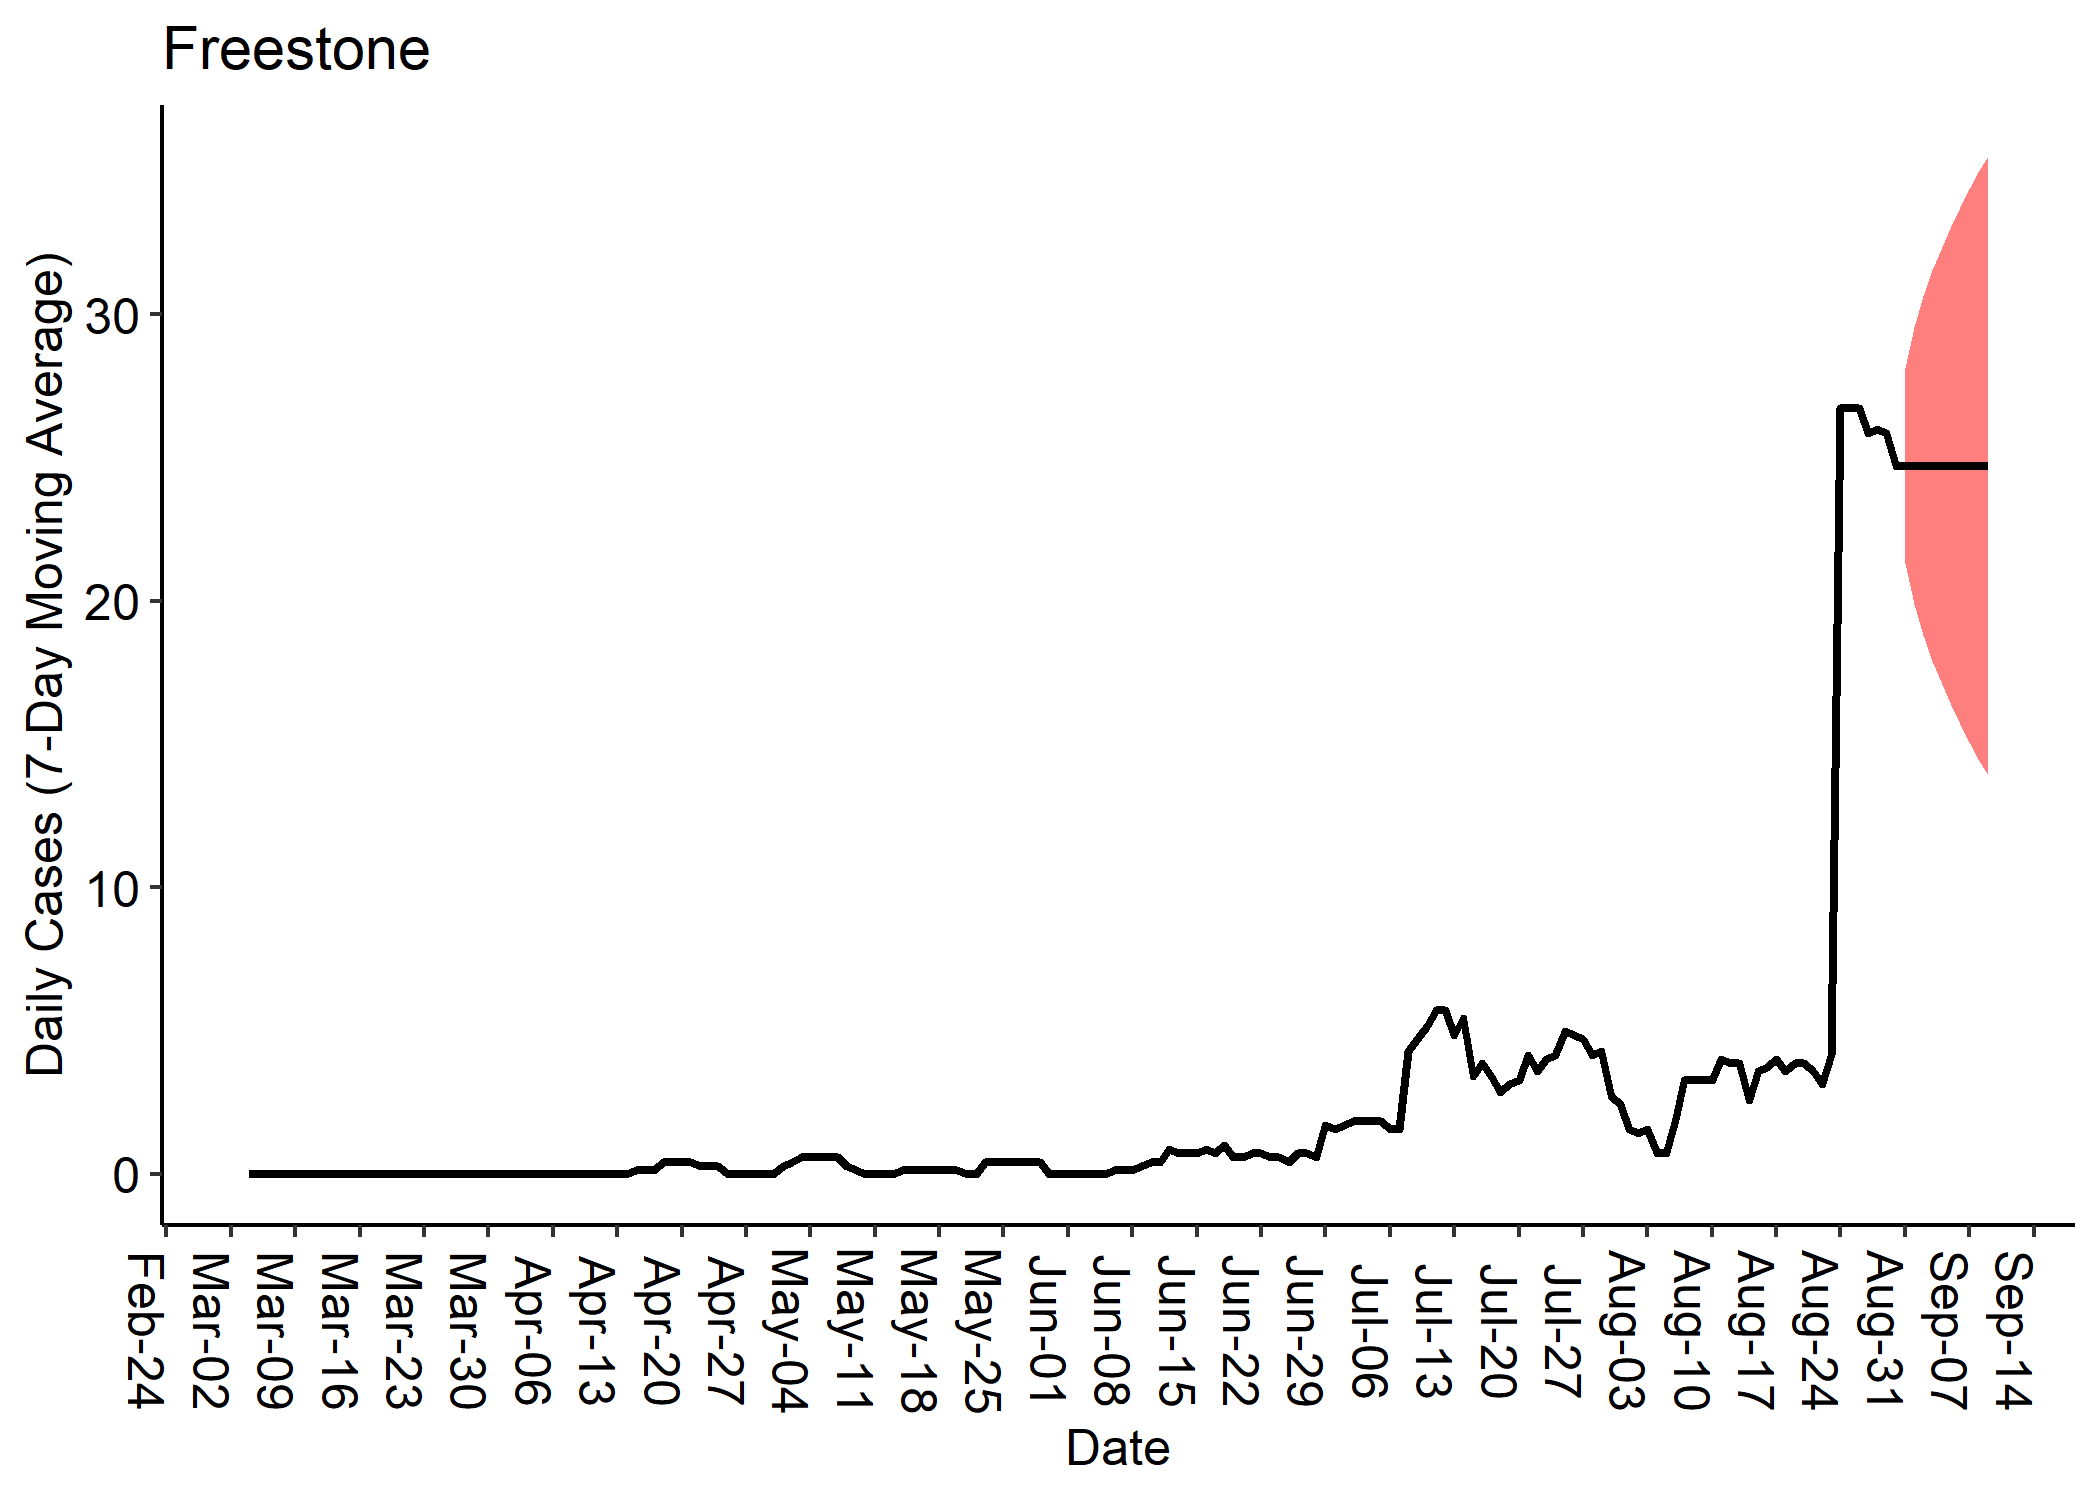 Freestone
Daily Cases (7-Day Moving Average)
30
20
10
0
Feb-24
Mar-02
Mar-09
Mar-16
Mar-23
Mar-30
Apr-06
Apr-13
Apr-20
Apr-27
May-04
May-11
May-18
May-25
Jun-01
Jun-08
Jun-15
Jun-22
Jun-29
Jul-06
Jul-13
Jul-20
Jul-27
Aug-03
Aug-10
Aug-17
Aug-24
Aug-31
Sep-07
Sep-14
Date